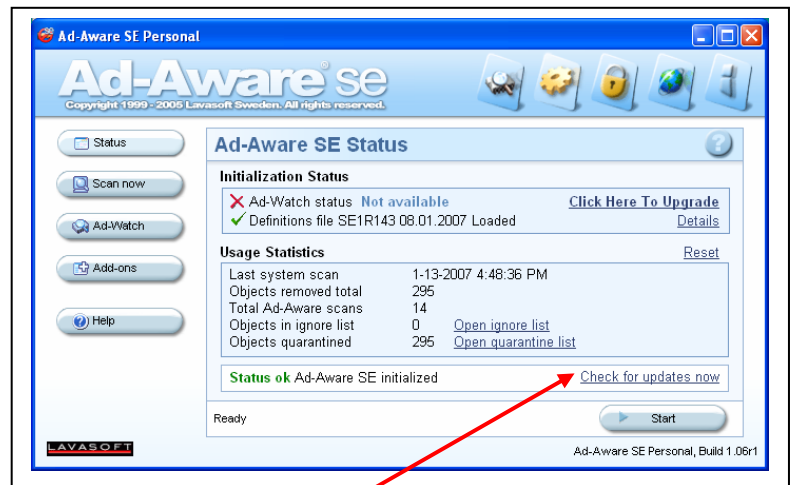 Ad-Aware SE Personal
Ad-Aware SE
Copyright 1999 - 2005 Lavasoft Sweden. All rights reserved.
Status
Scan now
Ad-Watch
Add-ons
Help
Ad-Aware SE Status
Initialization Status
Ad-Watch status Not available Click Here To Upgrade
Definitions file SE1R143 08.01.2007 Loaded Details
Usage Statistics Reset
Last system scan 1-13-2007 4:48:36 PM
Objects removed total 295
Total Ad-Aware scans 14
Objects in ignore list 0 Open ignore list
Objects quarantined 295 Open quarantine list
Status ok Ad-Aware SE initialized Check for updates now
Ready Start
LAVASOFT Ad-Aware SE Personal, Build 1.06r1